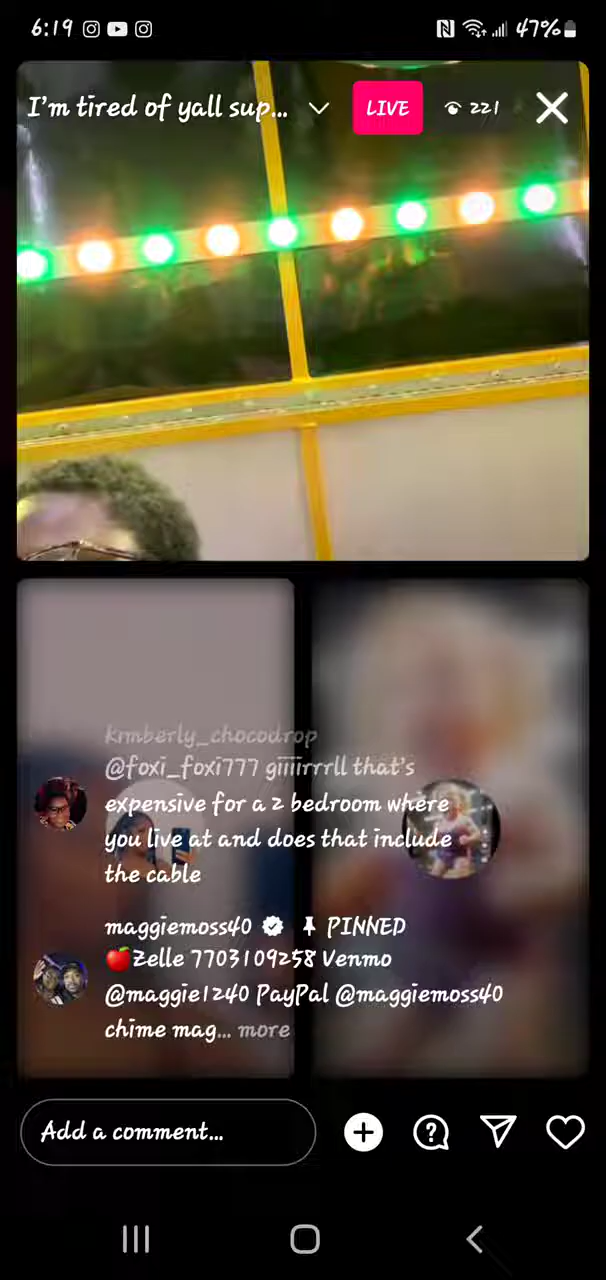 6:19
47%
I'm tired of yall sup...
LIVE
221
krmberly_chocodrop
@foxi_foxi777 giiiirrrll that's
expensive for a 2 bedroom where
you live at and does that include
the cable
maggiemoss40 PINNED
🍎Zelle 7703109258 Venmo
@maggie1240 PayPal @maggiemoss40
chime mag... more
Add a comment...